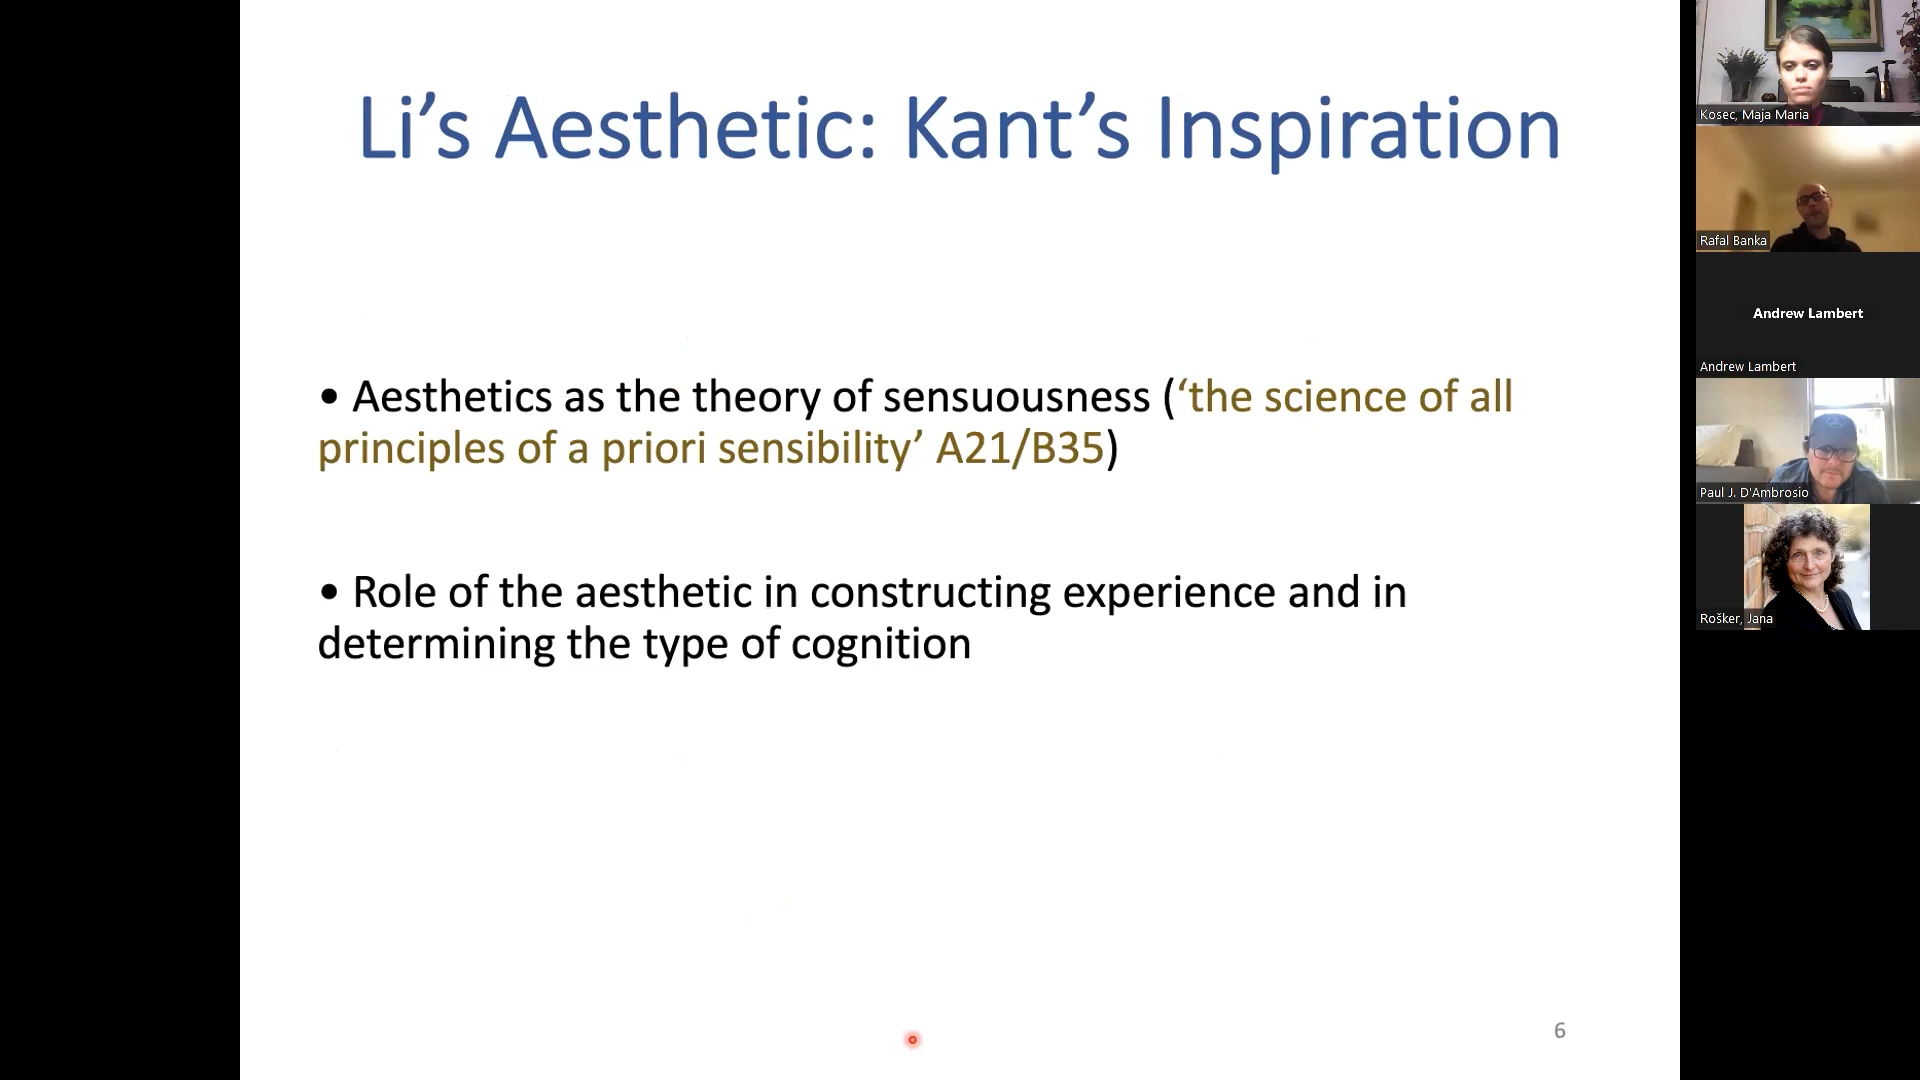 Li’s Aesthetic: Kant’s Inspiration
• Aesthetics as the theory of sensuousness (‘the science of all
principles of a priori sensibility’ A21/B35)
• Role of the aesthetic in constructing experience and in
determining the type of cognition
6
Kosec, Maja Maria
Rafal Banka
Andrew Lambert
Andrew Lambert
Paul J. D'Ambrosio
Rošker, Jana